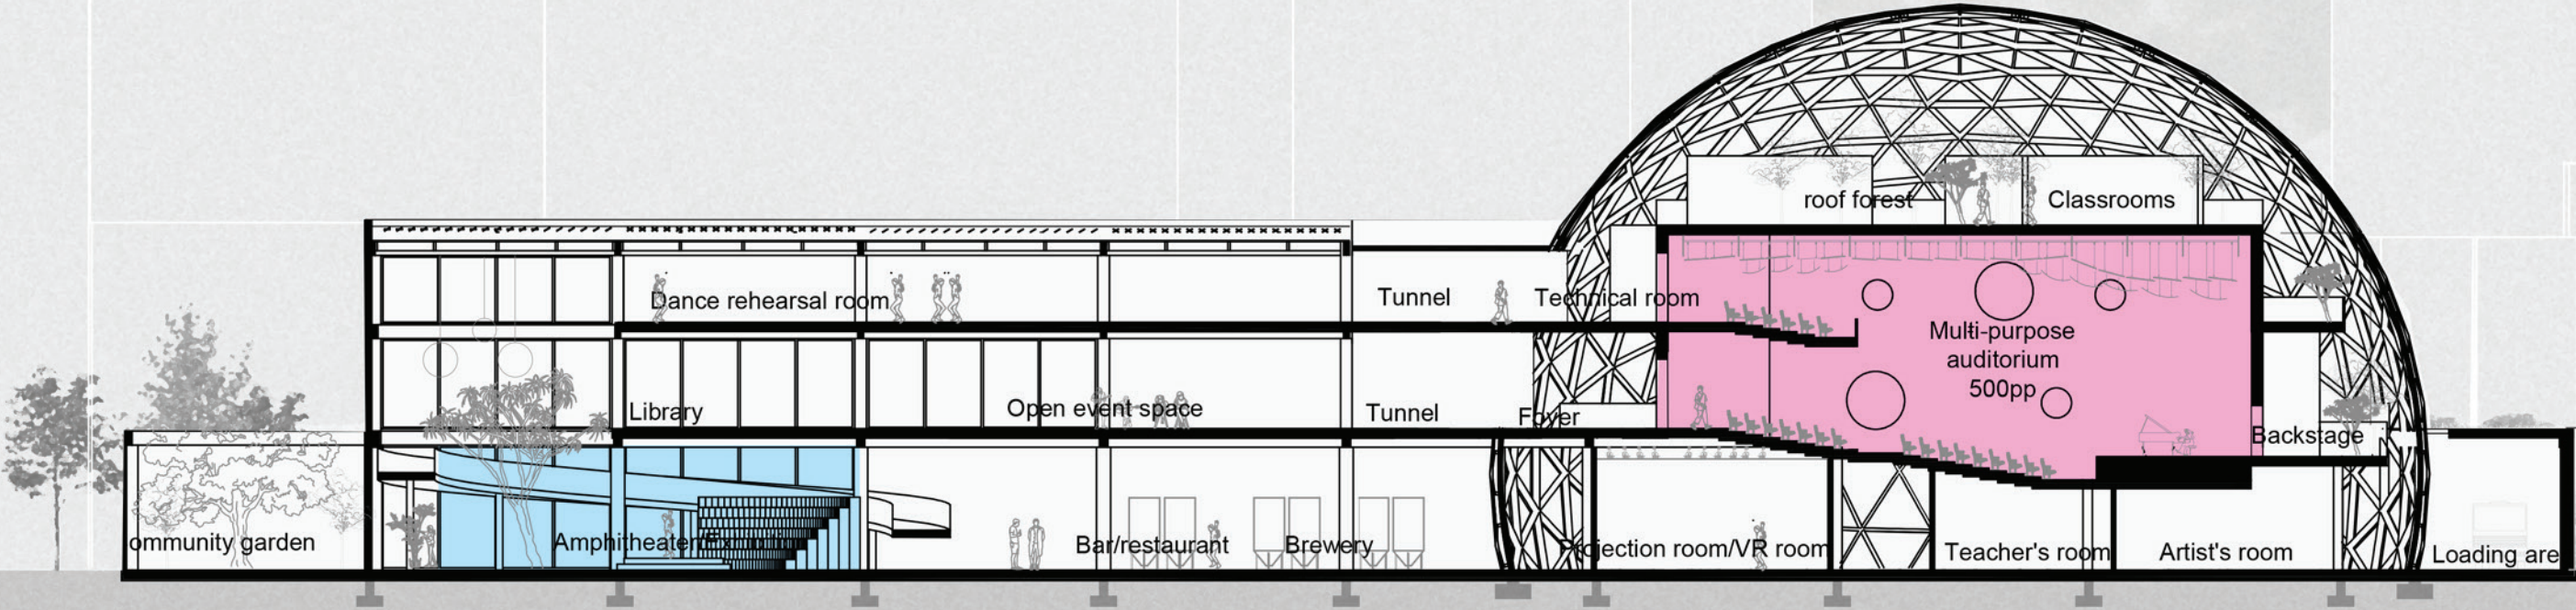 roof forest
Classrooms
Dance rehearsal room
Tunnel
Technical room
Multi-purpose
auditorium
500pp
Library
Open event space
Tunnel
Foyer
Backstage
ommunity garden
Amphitheater/
Bar/restaurant
Brewery
Projection room/VR room
Teacher's room
Artist's room
Loading are